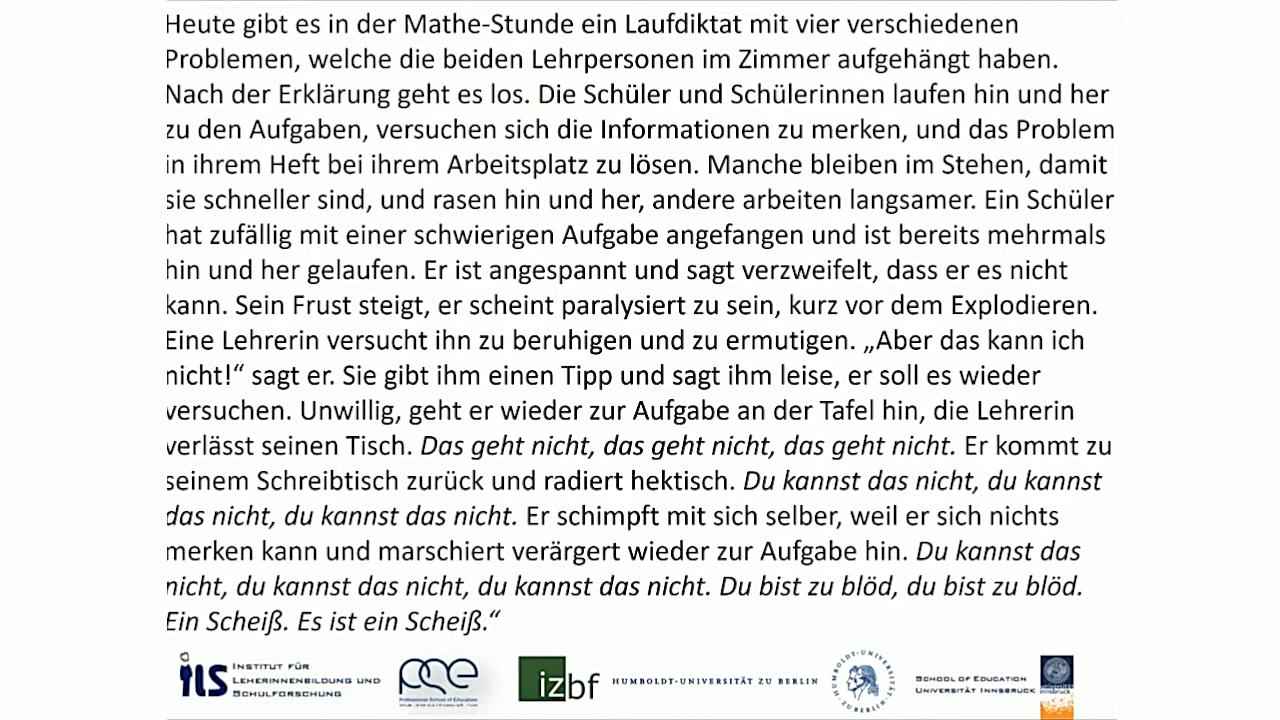 Heute gibt es in der Mathe-Stunde ein Laufdiktat mit vier verschiedenen
Problemen, welche die beiden Lehrpersonen im Zimmer aufgehängt haben.
Nach der Erklärung geht es los. Die Schüler und Schülerinnen laufen hin und her
zu den Aufgaben, versuchen sich die Informationen zu merken, und das Problem
in ihrem Heft bei ihrem Arbeitsplatz zu lösen. Manche bleiben im Stehen, damit
sie schneller sind, und rasen hin und her, andere arbeiten langsamer. Ein Schüler
hat zufällig mit einer schwierigen Aufgabe angefangen und ist bereits mehrmals
hin und her gelaufen. Er ist angespannt und sagt verzweifelt, dass er es nicht
kann. Sein Frust steigt, er scheint paralysiert zu sein, kurz vor dem Explodieren.
Eine Lehrerin versucht ihn zu beruhigen und zu ermutigen. „Aber das kann ich
nicht!“ sagt er. Sie gibt ihm einen Tipp und sagt ihm leise, er soll es wieder
versuchen. Unwillig, geht er wieder zur Aufgabe an der Tafel hin, die Lehrerin
verlässt seinen Tisch. Das geht nicht, das geht nicht, das geht nicht. Er kommt zu
seinem Schreibtisch zurück und radiert hektisch. Du kannst das nicht, du kannst
das nicht, du kannst das nicht. Er schimpft mit sich selber, weil er sich nichts
merken kann und marschiert verärgert wieder zur Aufgabe hin. Du kannst das
nicht, du kannst das nicht, du kannst das nicht. Du bist zu blöd, du bist zu blöd.
Ein Scheiß. Es ist ein Scheiß.“
ils INSTITUT FÜR
LEHRERINNENBILDUNG UND
SCHULFORSCHUNG
pse
Professional School of Education
izbf
HUMBOLDT-UNIVERSITÄT ZU BERLIN
HUMBOLDT-UNIVERSITÄT ZU BERLIN
SCHOOL OF EDUCATION
UNIVERSITÄT INNSBRUCK